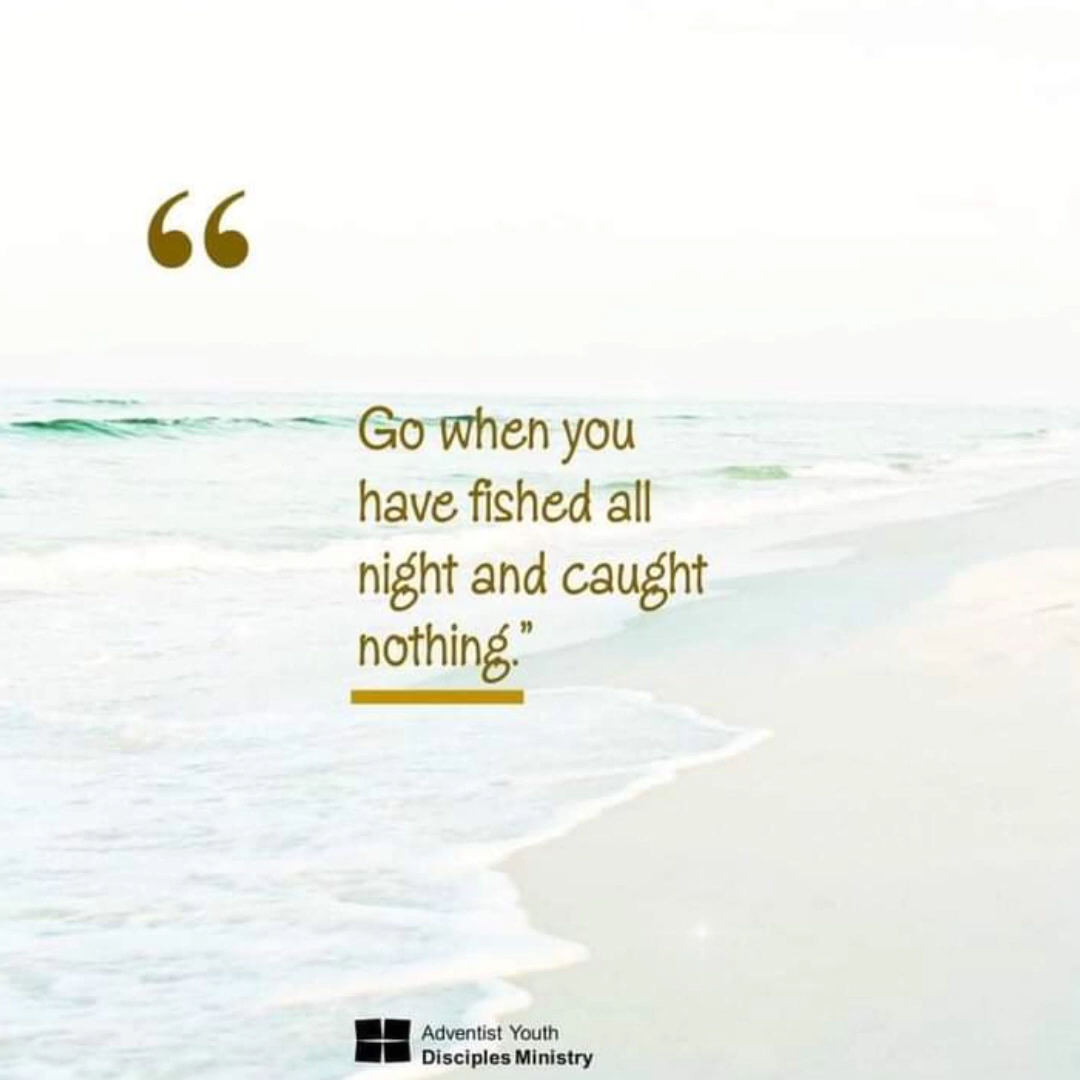 “
Go when you
have fished all
night and caught
nothing.”
Adventist Youth
Disciples Ministry